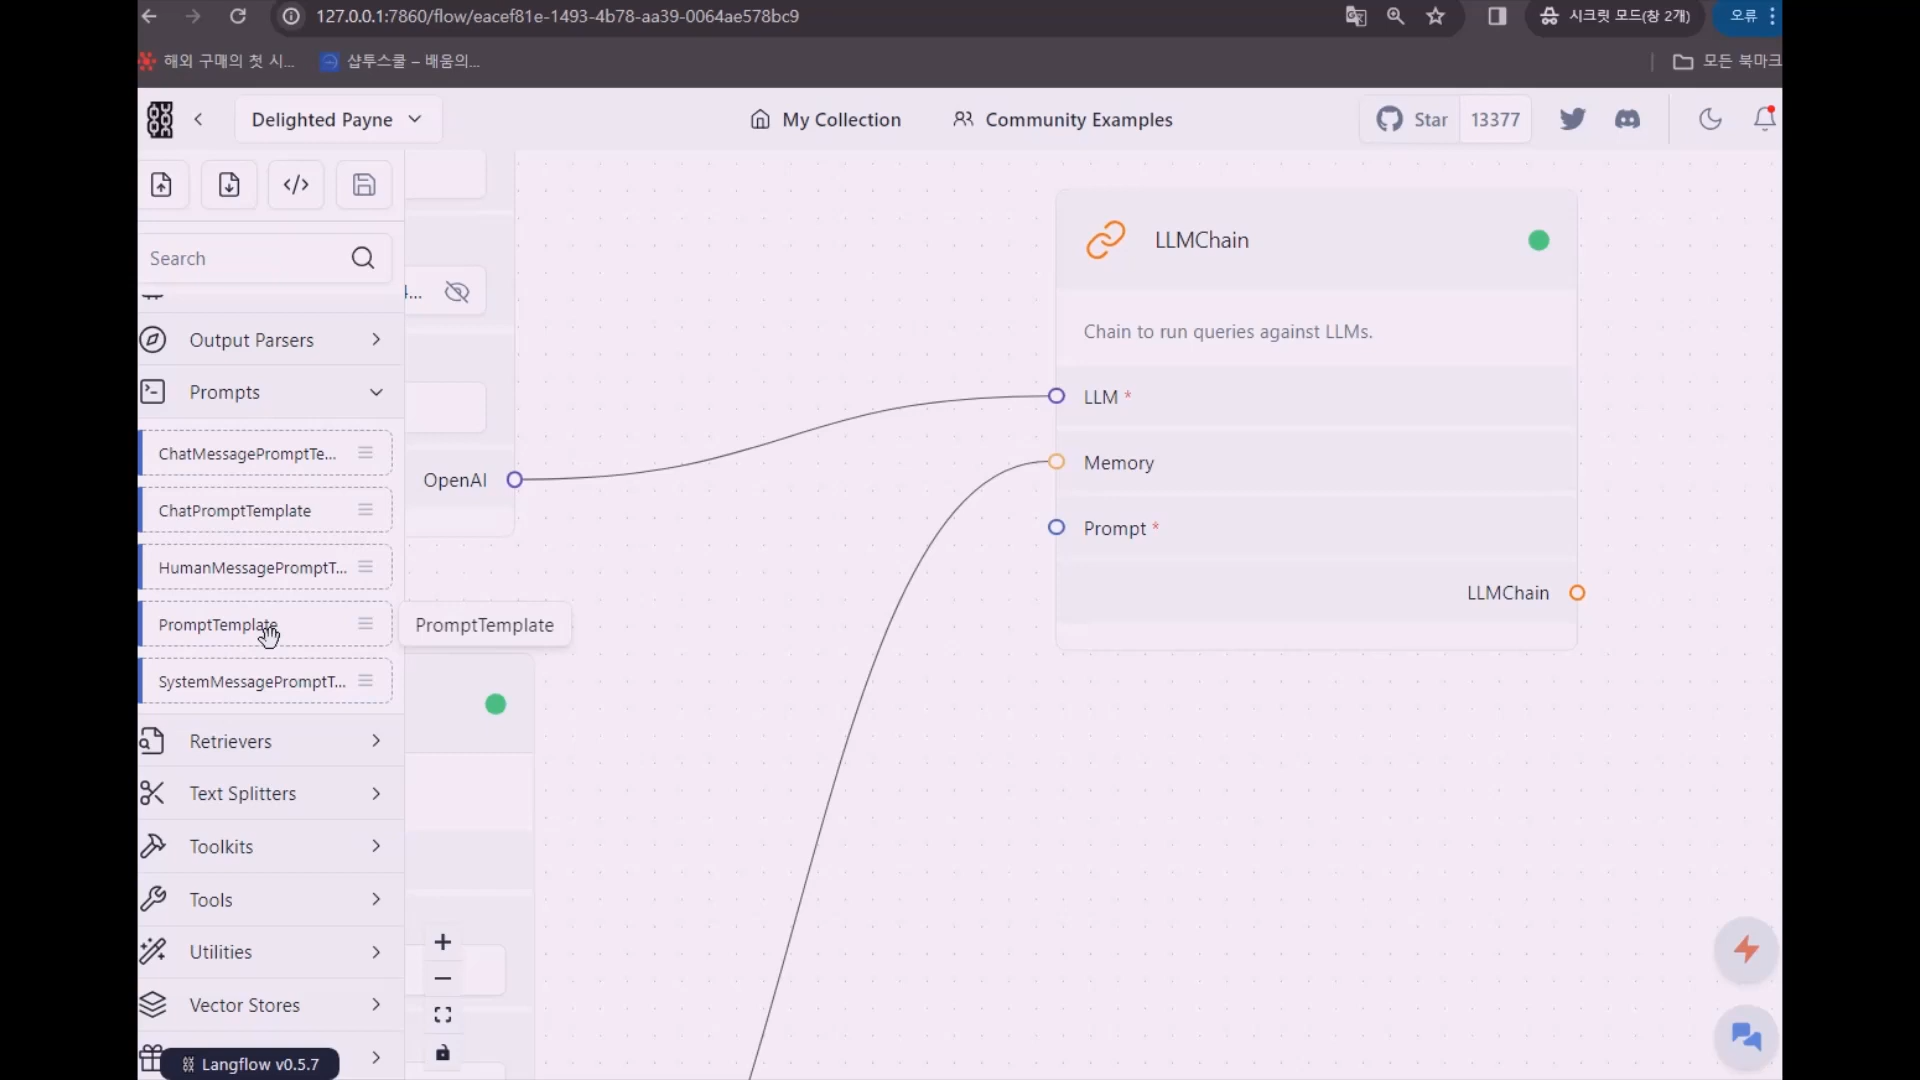 127.0.0.1:7860/flow/eacef81e-1493-4b78-aa39-0064ae578bc9
시크릿 모드(창 2개)
오류
해외 구매의 첫 시...
샵투스쿨 – 배움의...
모든 북마크
Delighted Payne
My Collection
Community Examples
Star
13377
Search
Output Parsers
Prompts
ChatMessagePromptTe...
ChatPromptTemplate
HumanMessagePromptT...
PromptTemplate
SystemMessagePromptT...
Retrievers
Text Splitters
Toolkits
Tools
Utilities
Vector Stores
Langflow v0.5.7
OpenAI
PromptTemplate
LLMChain
Chain to run queries against LLMs.
LLM *
Memory
Prompt *
LLMChain